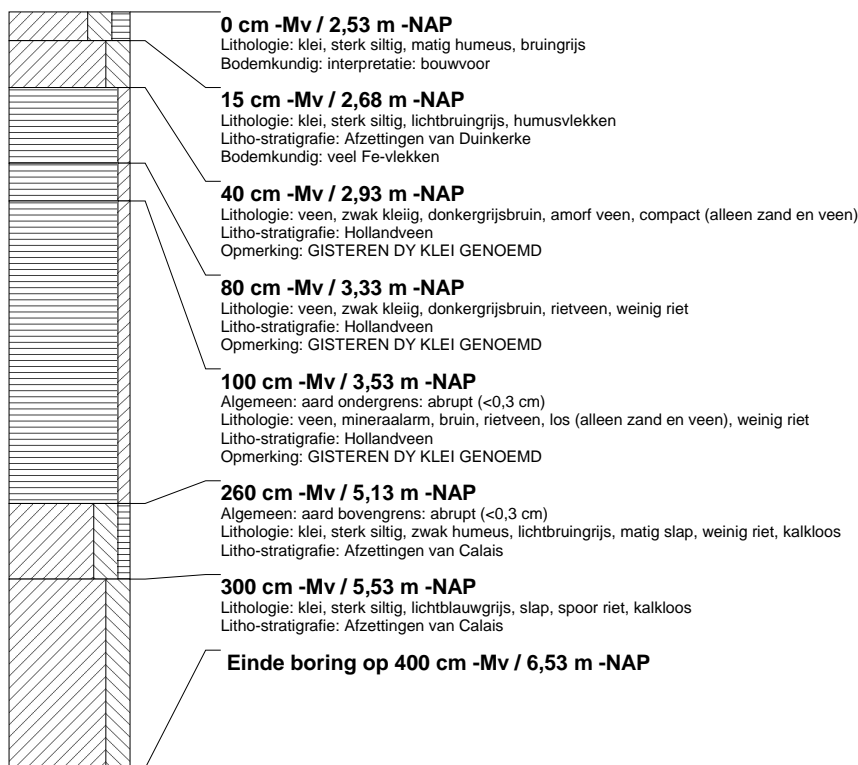 0 cm -Mv / 2,53 m -NAP
Lithologie: klei, sterk siltig, matig humeus, bruingrijs
Bodemkundig: interpretatie: bouwvoor
15 cm -Mv / 2,68 m -NAP
Lithologie: klei, sterk siltig, lichtbruingrijs, humusvlekken
Litho-stratigrafie: Afzettingen van Duinkerke
Bodemkundig: veel Fe-vlekken
40 cm -Mv / 2,93 m -NAP
Lithologie: veen, zwak kleiig, donkergrijsbruin, amorf veen, compact (alleen zand en veen)
Litho-stratigrafie: Hollandveen
Opmerking: GISTEREN DY KLEI GENOEMD
80 cm -Mv / 3,33 m -NAP
Lithologie: veen, zwak kleiig, donkergrijsbruin, rietveen, weinig riet
Litho-stratigrafie: Hollandveen
Opmerking: GISTEREN DY KLEI GENOEMD
100 cm -Mv / 3,53 m -NAP
Algemeen: aard ondergrens: abrupt (<0,3 cm)
Lithologie: veen, mineraalarm, bruin, rietveen, los (alleen zand en veen), weinig riet
Litho-stratigrafie: Hollandveen
Opmerking: GISTEREN DY KLEI GENOEMD
260 cm -Mv / 5,13 m -NAP
Algemeen: aard bovengrens: abrupt (<0,3 cm)
Lithologie: klei, sterk siltig, zwak humeus, lichtbruingrijs, matig slap, weinig riet, kalkloos
Litho-stratigrafie: Afzettingen van Calais
300 cm -Mv / 5,53 m -NAP
Lithologie: klei, sterk siltig, lichtblauwgrijs, slap, spoor riet, kalkloos
Litho-stratigrafie: Afzettingen van Calais
Einde boring op 400 cm -Mv / 6,53 m -NAP